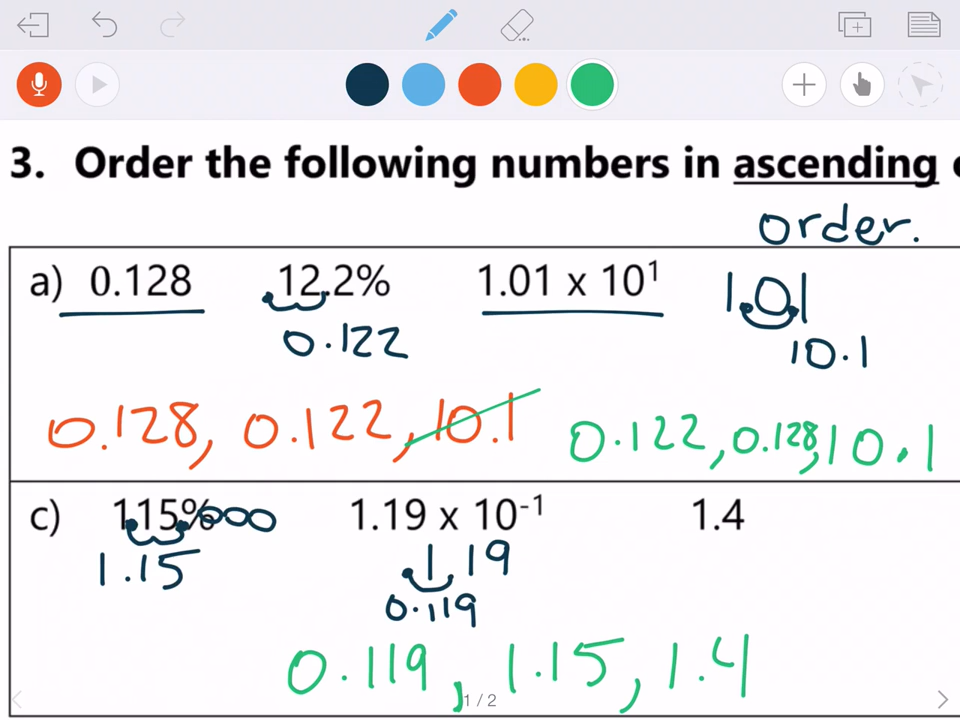 3. Order the following numbers in ascending
order.
a) 0.128 12.2% 1.01 x 10¹ 1.01
0.122 10.1
0.128, 0.122, 10.1 0.122, 0.128, 10.1
c) 115% 1.19 x 10⁻¹ 1.4
1.15 1.19
0.119
0.119, 1.15, 1.4
1 / 2